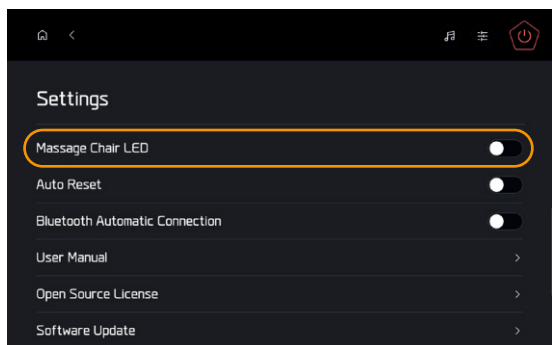 Settings
Massage Chair LED
Auto Reset
Bluetooth Automatic Connection
User Manual
Open Source License
Software Update